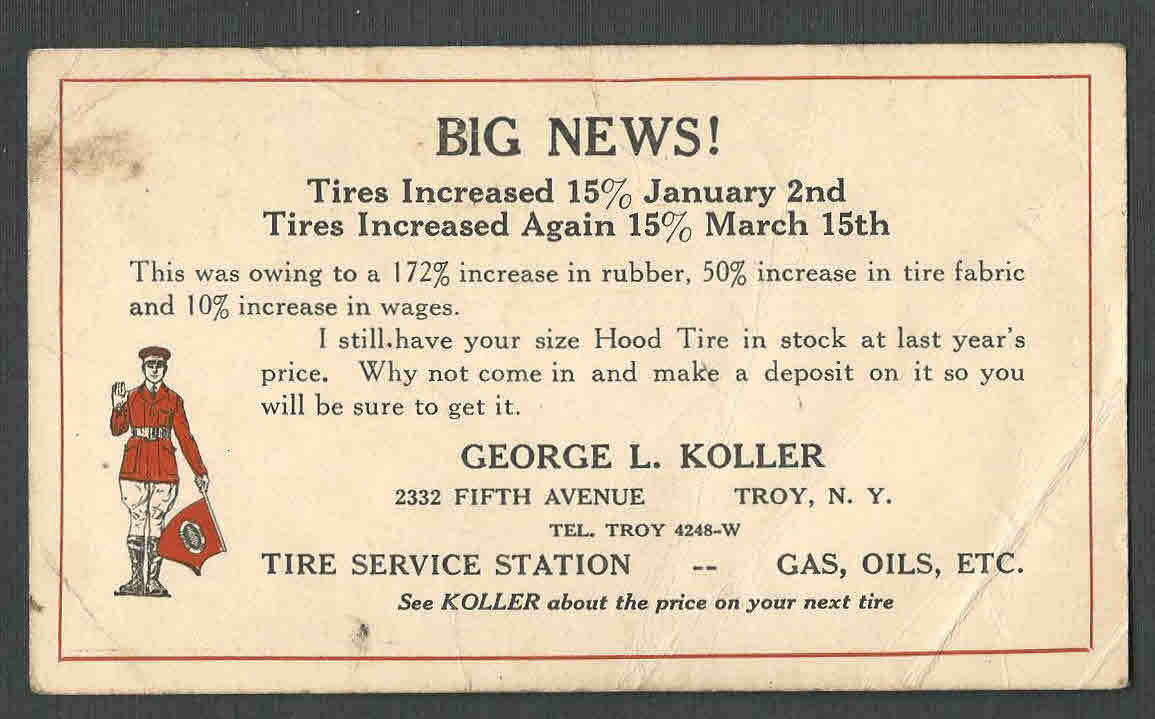 BIG NEWS!
Tires Increased 15% January 2nd
Tires Increased Again 15% March 15th
This was owing to a 172% increase in rubber, 50% increase in tire fabric
and 10% increase in wages.
I still have your size Hood Tire in stock at last year's
price. Why not come in and make a deposit on it so you
will be sure to get it.
GEORGE L. KOLLER
2332 FIFTH AVENUE TROY, N. Y.
TEL. TROY 4248-W
TIRE SERVICE STATION -- GAS, OILS, ETC.
See KOLLER about the price on your next tire